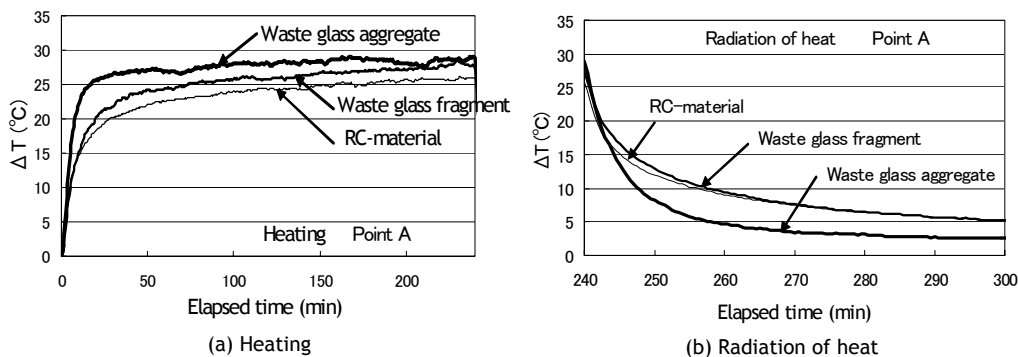 35
30
25
20
15
10
5
0
ΔT (°C)
Waste glass aggregate
Waste glass fragment
RC-material
Heating Point A
0 50 100 150 200
Elapsed time (min)
(a) Heating
35
30
25
20
15
10
5
0
ΔT (°C)
Radiation of heat Point A
RC-material
Waste glass fragment
Waste glass aggregate
240 250 260 270 280 290 300
Elapsed time (min)
(b) Radiation of heat